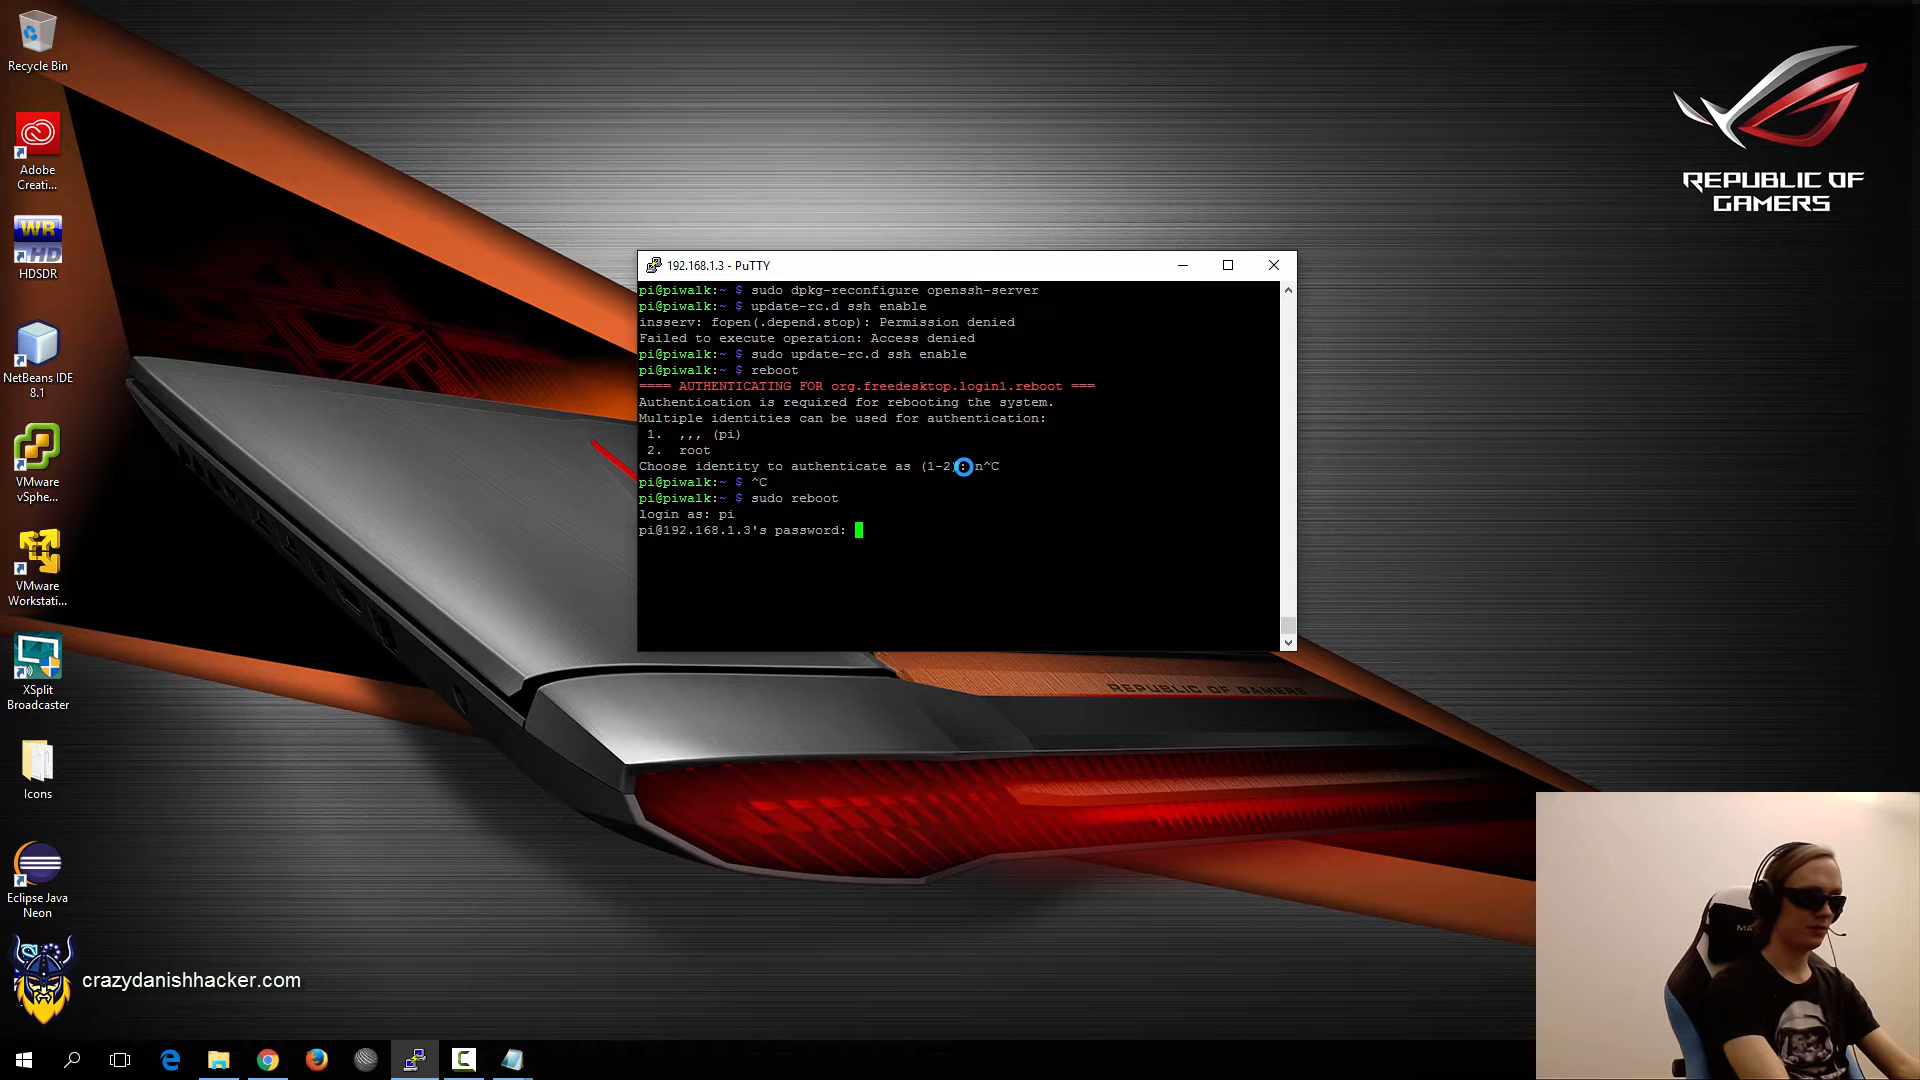 Recycle Bin
Adobe
Creati...
WR
HD
HDSDR
NetBeans IDE
8.1
VMware
vSphe...
VMware
Workstati...
XSplit
Broadcaster
Icons
Eclipse Java
Neon
crazydanishhacker.com
REPUBLIC OF
GAMERS
192.168.1.3 - PuTTY
pi@piwalk:~ $ sudo dpkg-reconfigure openssh-server
pi@piwalk:~ $ update-rc.d ssh enable
insserv: fopen(.depend.stop): Permission denied
Failed to execute operation: Access denied
pi@piwalk:~ $ sudo update-rc.d ssh enable
pi@piwalk:~ $ reboot
==== AUTHENTICATING FOR org.freedesktop.login1.reboot ===
Authentication is required for rebooting the system.
Multiple identities can be used for authentication:
1. ,,, (pi)
2. root
Choose identity to authenticate as (1-2): n^C
pi@piwalk:~ $ ^C
pi@piwalk:~ $ sudo reboot
login as: pi
pi@192.168.1.3's password:
REPUBLIC OF GAMERS